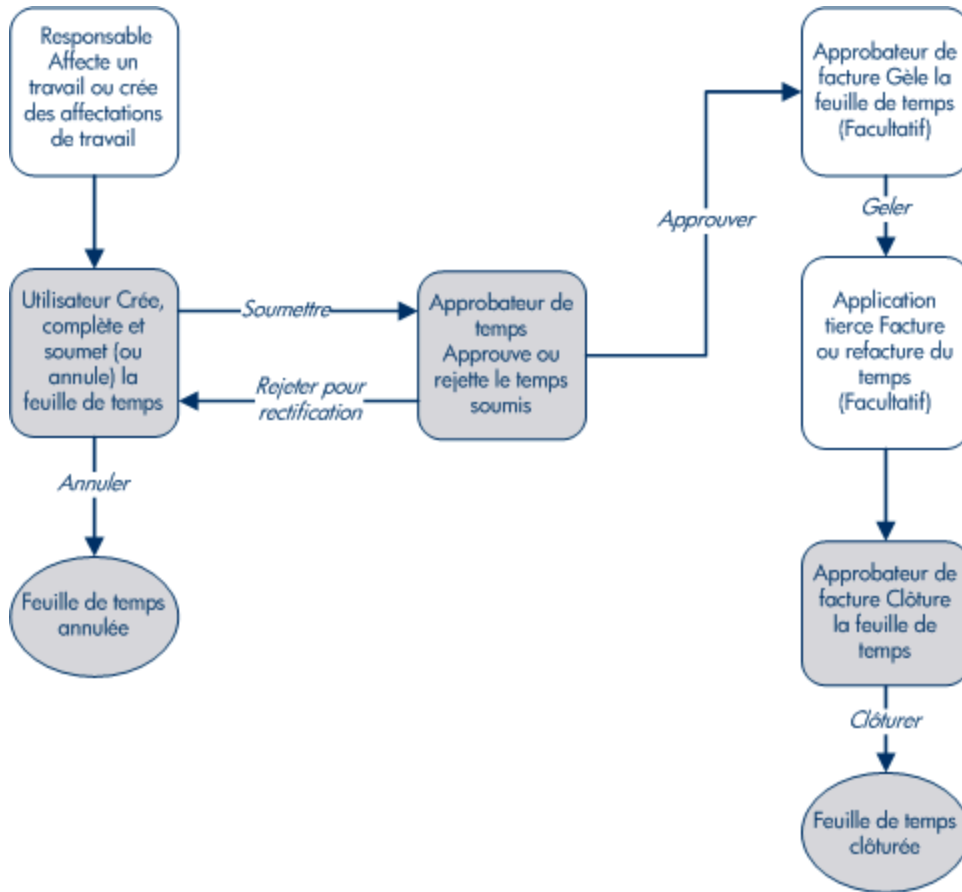 Responsable
Affecte un
travail ou crée
des affectations
de travail
Utilisateur Crée,
complète et
soumet (ou
annule) la
feuille de temps
Soumettre
Rejeter pour
rectification
Annuler
Feuille de temps
annulée
Approbateur de
temps
Approuve ou
rejette le temps
soumis
Approuver
Approbateur de
facture Gèle la
feuille de temps
(Facultatif)
Geler
Application
tierce Facture
ou refacture du
temps
(Facultatif)
Approbateur de
facture Clôture
la feuille de
temps
Clôturer
Feuille de temps
clôturée